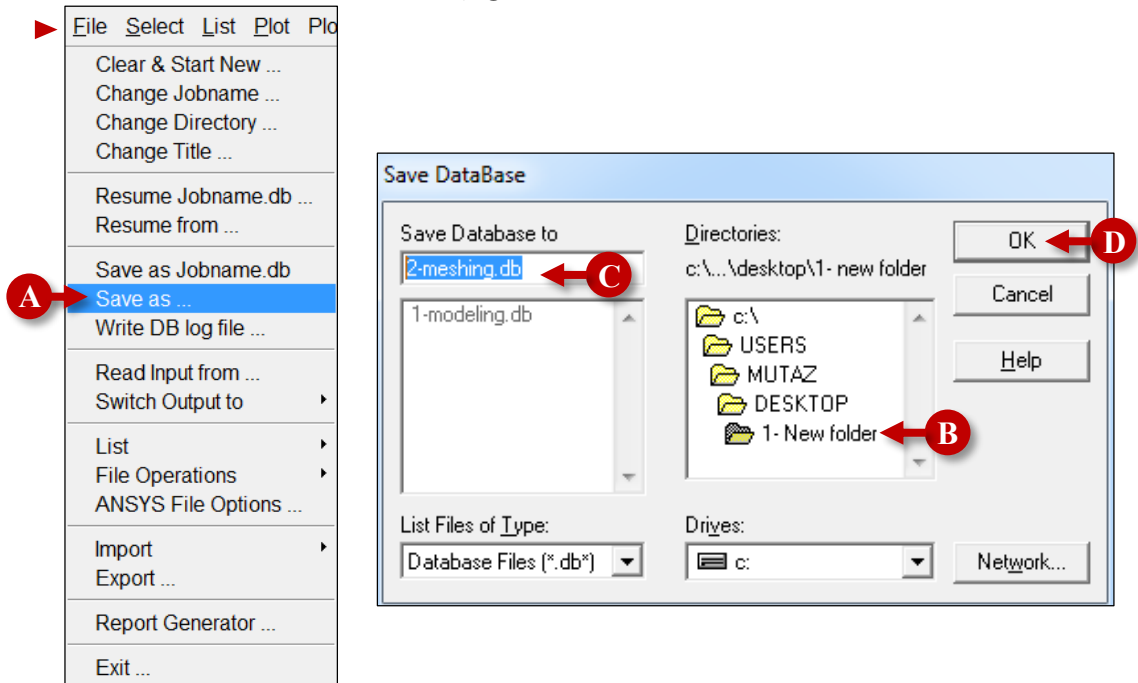 File Select List Plot Plo
Clear & Start New ...
Change Jobname ...
Change Directory ...
Change Title ...
Resume Jobname.db ...
Resume from ...
Save as Jobname.db
A
Save as ...
Write DB log file ...
Read Input from ...
Switch Output to
List
File Operations
ANSYS File Options ...
Import
Export ...
Report Generator ...
Exit ...
Save DataBase
Save Database to
2-meshing.db
C
1-modeling.db
List Files of Type:
Database Files (*.db*)
Directories:
c:\...\desktop\1- new folder
c:\
USERS
MUTAZ
DESKTOP
1- New folder
B
Drives:
c:
OK
D
Cancel
Help
Network...